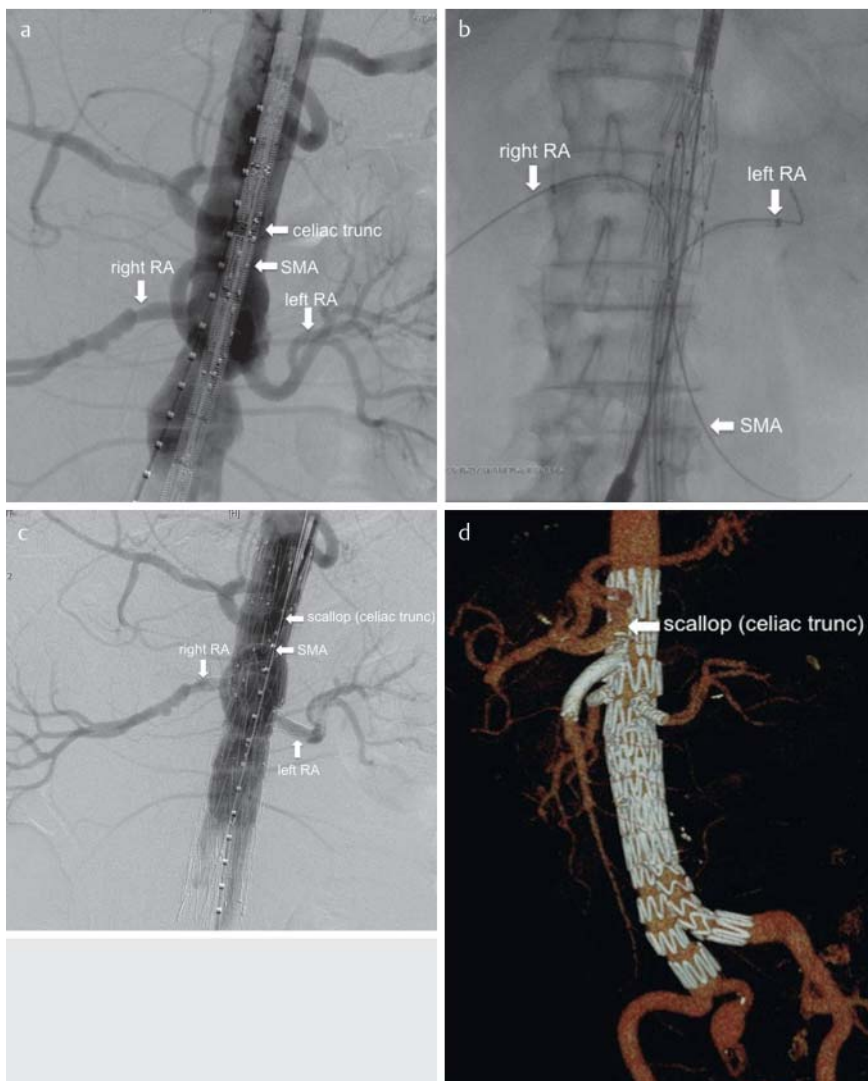 a
celiac trunc
SMA
right RA
left RA
b
right RA
left RA
SMA
c
scallop (celiac trunc)
SMA
right RA
left RA
d
scallop (celiac trunc)